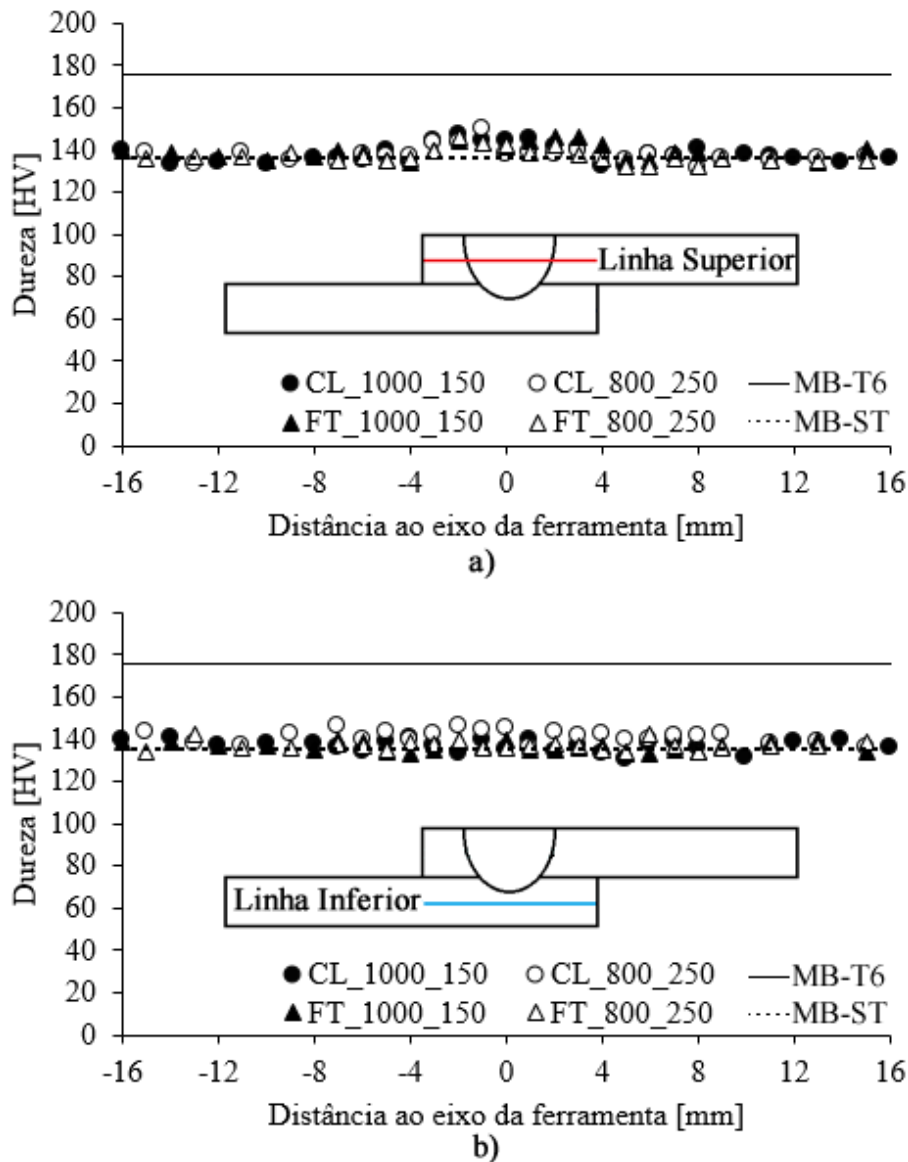 200
180
160
140
120
100
80
60
40
20
0
Dureza [HV]
Linha Superior
CL_1000_150 CL_800_250 MB-T6
FT_1000_150 FT_800_250 MB-ST
-16 -12 -8 -4 0 4 8 12 16
Distância ao eixo da ferramenta [mm]
a)
200
180
160
140
120
100
80
60
40
20
0
Dureza [HV]
Linha Inferior
CL_1000_150 CL_800_250 MB-T6
FT_1000_150 FT_800_250 MB-ST
-16 -12 -8 -4 0 4 8 12 16
Distância ao eixo da ferramenta [mm]
b)